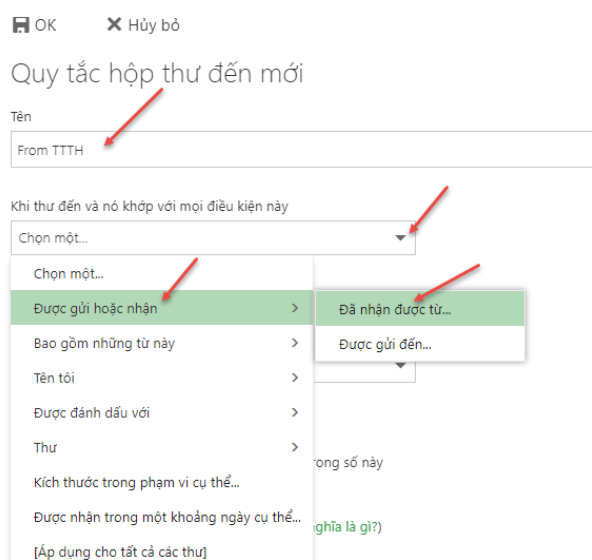 OK Hủy bỏ
Quy tắc hộp thư đến mới
Tên
From TTTH
Khi thư đến và nó khớp với mọi điều kiện này
Chọn một...
Chọn một...
Được gửi hoặc nhận
Đã nhận được từ...
Bao gồm những từ này
Được gửi đến...
Tên tôi
Được đánh dấu với
Thư
rong số này
Kích thước trong phạm vi cụ thể...
Được nhận trong một khoảng ngày cụ thể...
ghĩa là gì?)
[Áp dụng cho tất cả các thư]